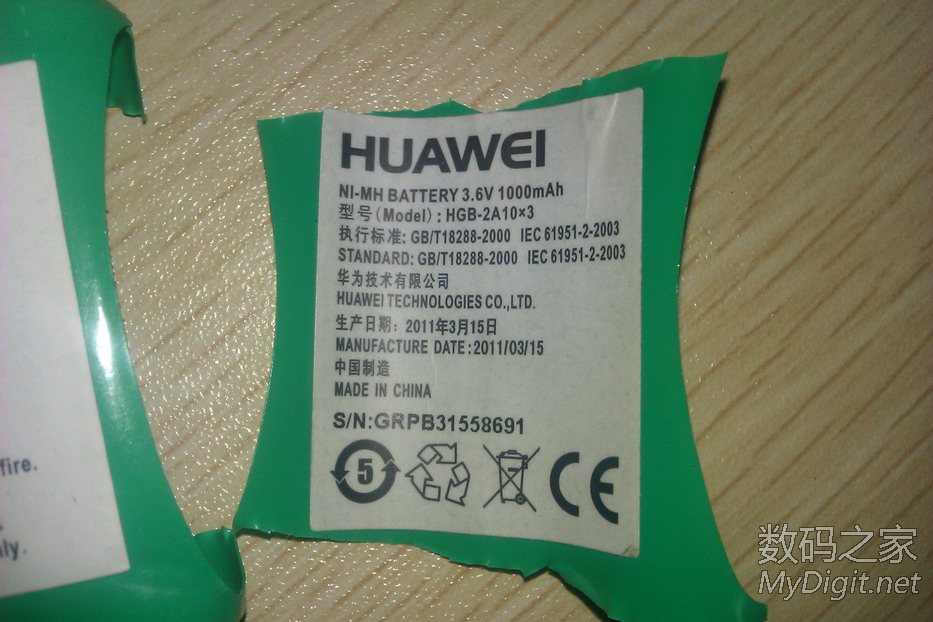 HUAWEI
NI-MH BATTERY 3.6V 1000mAh
型号(Model): HGB-2A10×3
执行标准: GB/T18288-2000 IEC 61951-2-2003
STANDARD: GB/T18288-2000 IEC 61951-2-2003
华为技术有限公司
HUAWEI TECHNOLOGIES CO.,LTD.
生产日期: 2011年3月15日
MANUFACTURE DATE:2011/03/15
中国制造
MADE IN CHINA
S/N:GRPB31558691
5
CE
fire.
数码之家
MyDigit.net